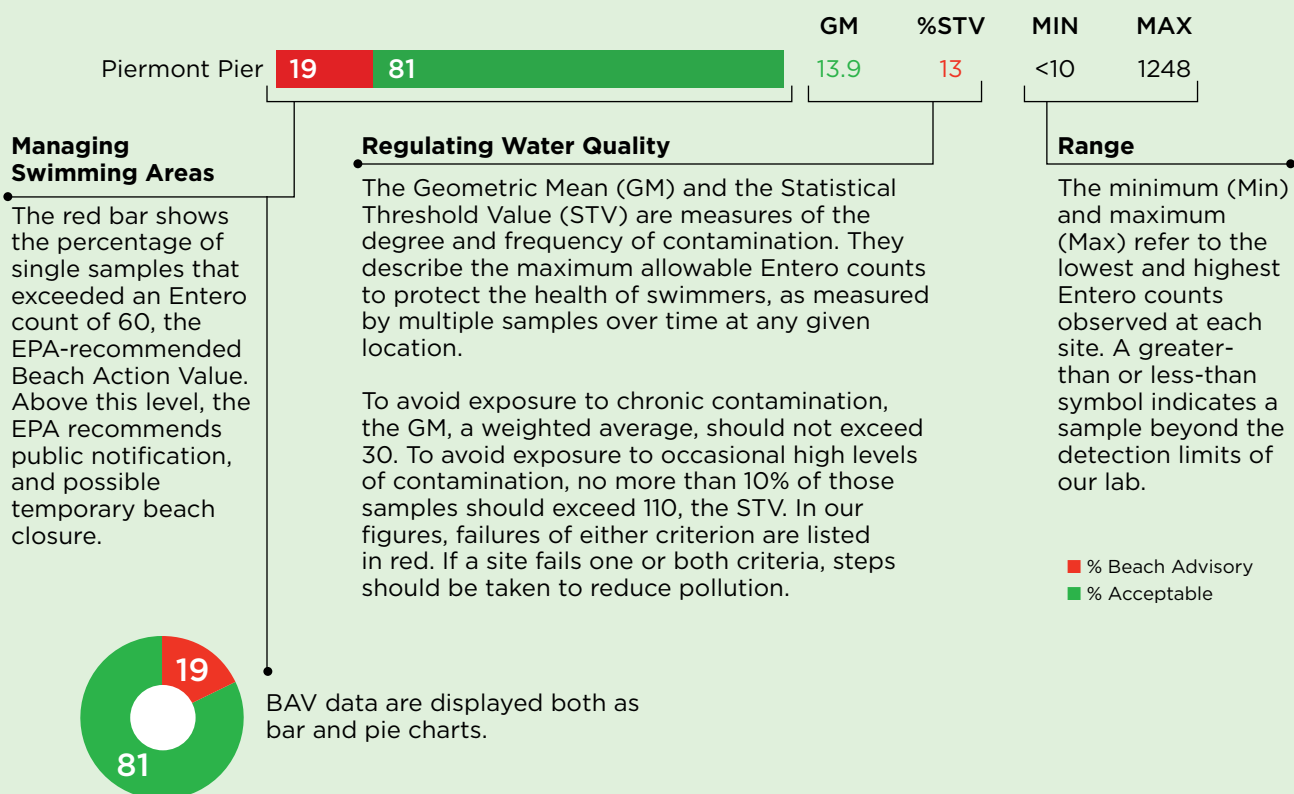 GM %STV MIN MAX
Piermont Pier 19 81 13.9 13 <10 1248
Managing
Swimming Areas
The red bar shows
the percentage of
single samples that
exceeded an Entero
count of 60, the
EPA-recommended
Beach Action Value.
Above this level, the
EPA recommends
public notification,
and possible
temporary beach
closure.
Regulating Water Quality
The Geometric Mean (GM) and the Statistical
Threshold Value (STV) are measures of the
degree and frequency of contamination. They
describe the maximum allowable Entero counts
to protect the health of swimmers, as measured
by multiple samples over time at any given
location.
To avoid exposure to chronic contamination,
the GM, a weighted average, should not exceed
30. To avoid exposure to occasional high levels
of contamination, no more than 10% of those
samples should exceed 110, the STV. In our
figures, failures of either criterion are listed
in red. If a site fails one or both criteria, steps
should be taken to reduce pollution.
Range
The minimum (Min)
and maximum
(Max) refer to the
lowest and highest
Entero counts
observed at each
site. A greater-
than or less-than
symbol indicates a
sample beyond the
detection limits of
our lab.
% Beach Advisory
% Acceptable
19
81
BAV data are displayed both as
bar and pie charts.